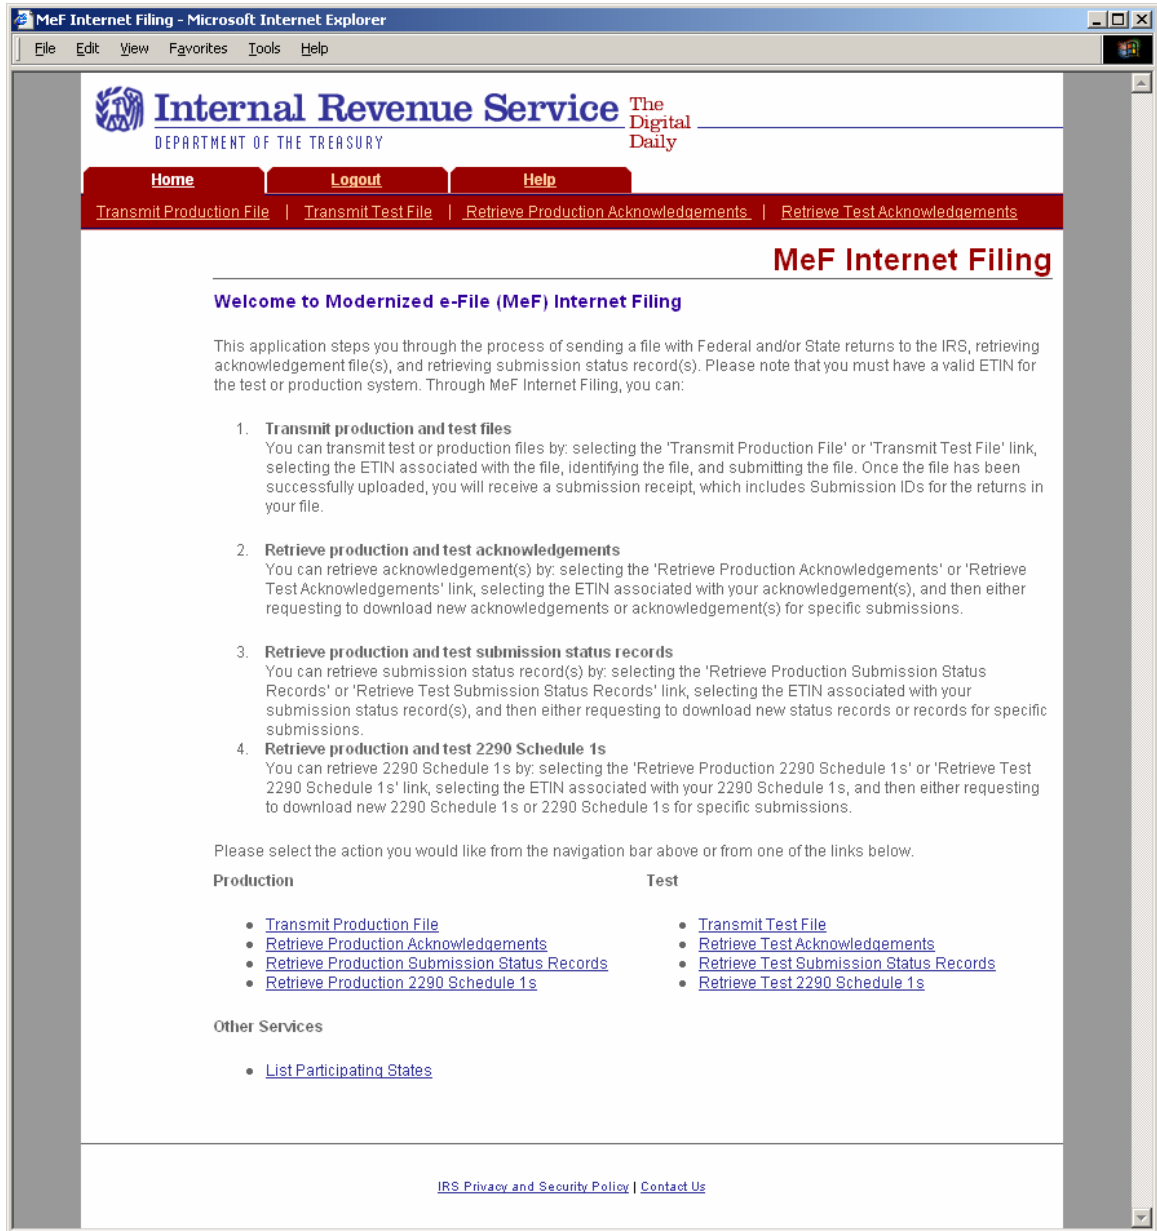 MeF Internet Filing - Microsoft Internet Explorer
File Edit View Favorites Tools Help
Internal Revenue Service
DEPARTMENT OF THE TREASURY
The
Digital
Daily
Home Logout Help
Transmit Production File | Transmit Test File | Retrieve Production Acknowledgements | Retrieve Test Acknowledgements
MeF Internet Filing
Welcome to Modernized e-File (MeF) Internet Filing
This application steps you through the process of sending a file with Federal and/or State returns to the IRS, retrieving
acknowledgement file(s), and retrieving submission status record(s). Please note that you must have a valid ETIN for
the test or production system. Through MeF Internet Filing, you can:
1. Transmit production and test files
You can transmit test or production files by: selecting the 'Transmit Production File' or 'Transmit Test File' link,
selecting the ETIN associated with the file, identifying the file, and submitting the file. Once the file has been
successfully uploaded, you will receive a submission receipt, which includes Submission IDs for the returns in
your file.
2. Retrieve production and test acknowledgements
You can retrieve acknowledgement(s) by: selecting the 'Retrieve Production Acknowledgements' or 'Retrieve
Test Acknowledgements' link, selecting the ETIN associated with your acknowledgement(s), and then either
requesting to download new acknowledgements or acknowledgement(s) for specific submissions.
3. Retrieve production and test submission status records
You can retrieve submission status record(s) by: selecting the 'Retrieve Production Submission Status
Records' or 'Retrieve Test Submission Status Records' link, selecting the ETIN associated with your
submission status record(s), and then either requesting to download new status records or records for specific
submissions.
4. Retrieve production and test 2290 Schedule 1s
You can retrieve 2290 Schedule 1s by: selecting the 'Retrieve Production 2290 Schedule 1s' or 'Retrieve Test
2290 Schedule 1s' link, selecting the ETIN associated with your 2290 Schedule 1s, and then either requesting
to download new 2290 Schedule 1s or 2290 Schedule 1s for specific submissions.
Please select the action you would like from the navigation bar above or from one of the links below.
Production
• Transmit Production File
• Retrieve Production Acknowledgements
• Retrieve Production Submission Status Records
• Retrieve Production 2290 Schedule 1s
Test
• Transmit Test File
• Retrieve Test Acknowledgements
• Retrieve Test Submission Status Records
• Retrieve Test 2290 Schedule 1s
Other Services
• List Participating States
IRS Privacy and Security Policy | Contact Us